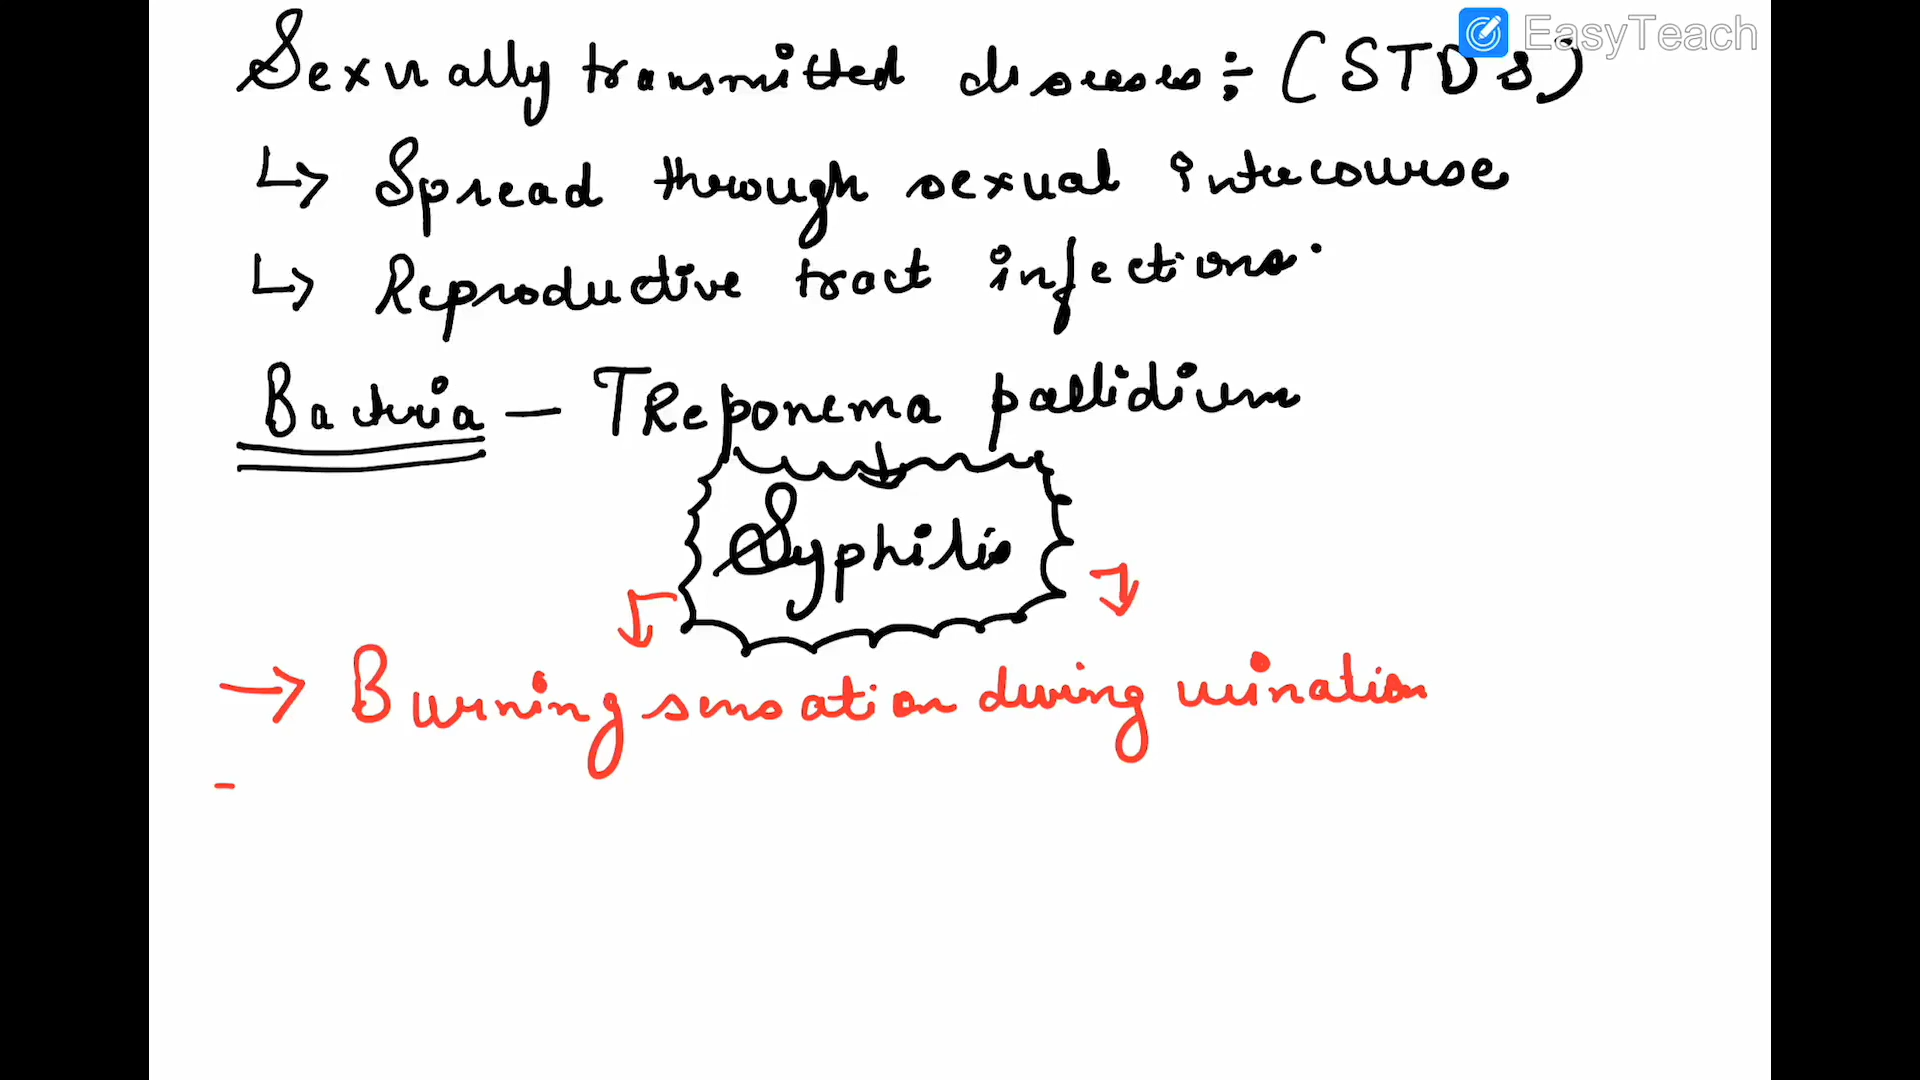 EasyTeach
Sexually transmitted diseases :- (STDs)
↳ Spread through sexual intercourse
↳ Reproductive tract infections.
Bacteria — TReponema pallidium
↓
Syphilis
→ Burning sensation during urination
-